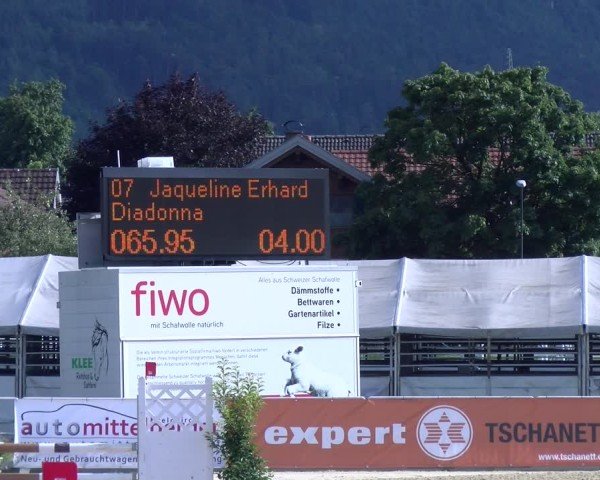 07 Jaqueline Erhard
Diadonna
065.95 04.00
Alles aus Schweizer Schafwolle
fiwo
mit Schafwolle natürlich
Dämmstoffe •
Bettwaren •
Gartenartikel •
Filze •
KLEE
automitte
Neu- und Gebrauchtwagen
expert
TSCHANETT
www.tschanett.